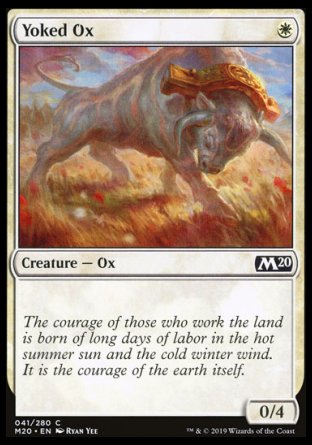 Yoked Ox
Creature — Ox
M20
The courage of those who work the land
is born of long days of labor in the hot
summer sun and the cold winter wind.
It is the courage of the earth itself.
0/4
041/280 C
M20 • EN Ryan Yee
™ & © 2019 Wizards of the Coast